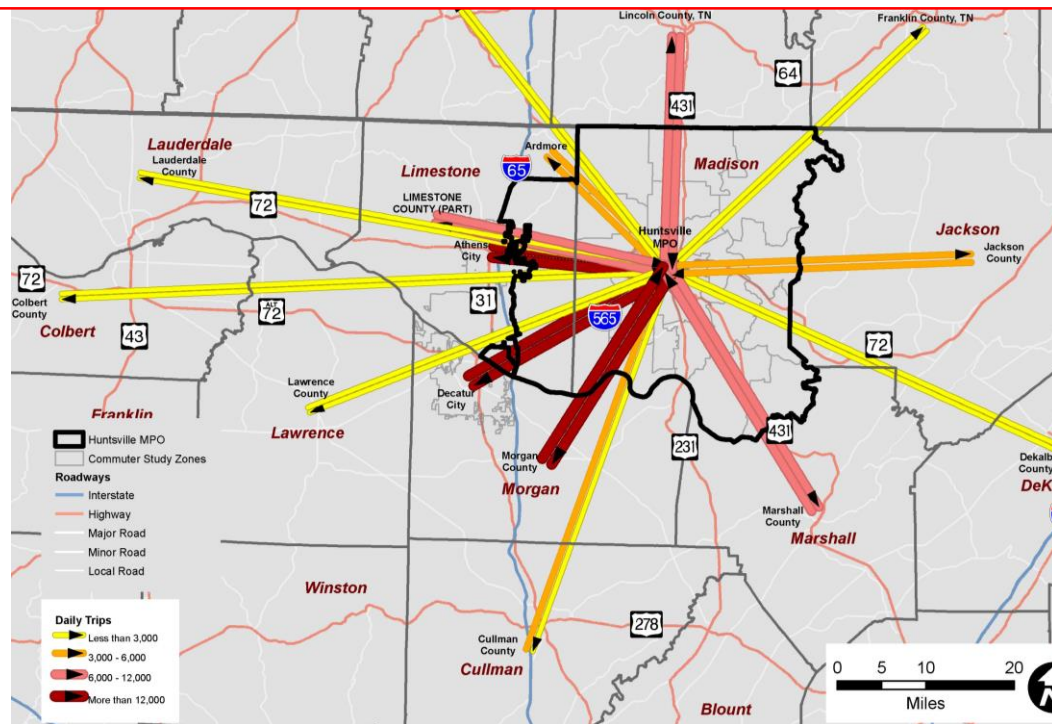 Lincoln County, TN
Franklin County, TN
64
431
Lauderdale
Lauderdale
County
Limestone
65
Ardmore
Madison
72
LIMESTONE
COUNTY (PART)
Athens
City
Huntsville
MPO
Jackson
Jackson
County
72
Colbert
County
Colbert
43
ALT
72
31
565
72
Lawrence
County
Lawrence
Decatur
City
Franklin
Morgan
County
Morgan
231
431
Dekalb
County
DeK
Marshall
County
Marshall
Huntsville MPO
Commuter Study Zones
Roadways
Interstate
Highway
Major Road
Minor Road
Local Road
Winston
Daily Trips
Less than 3,000
3,000 - 6,000
6,000 - 12,000
More than 12,000
Cullman
County
Cullman
278
Blount
0 5 10 20
Miles
N